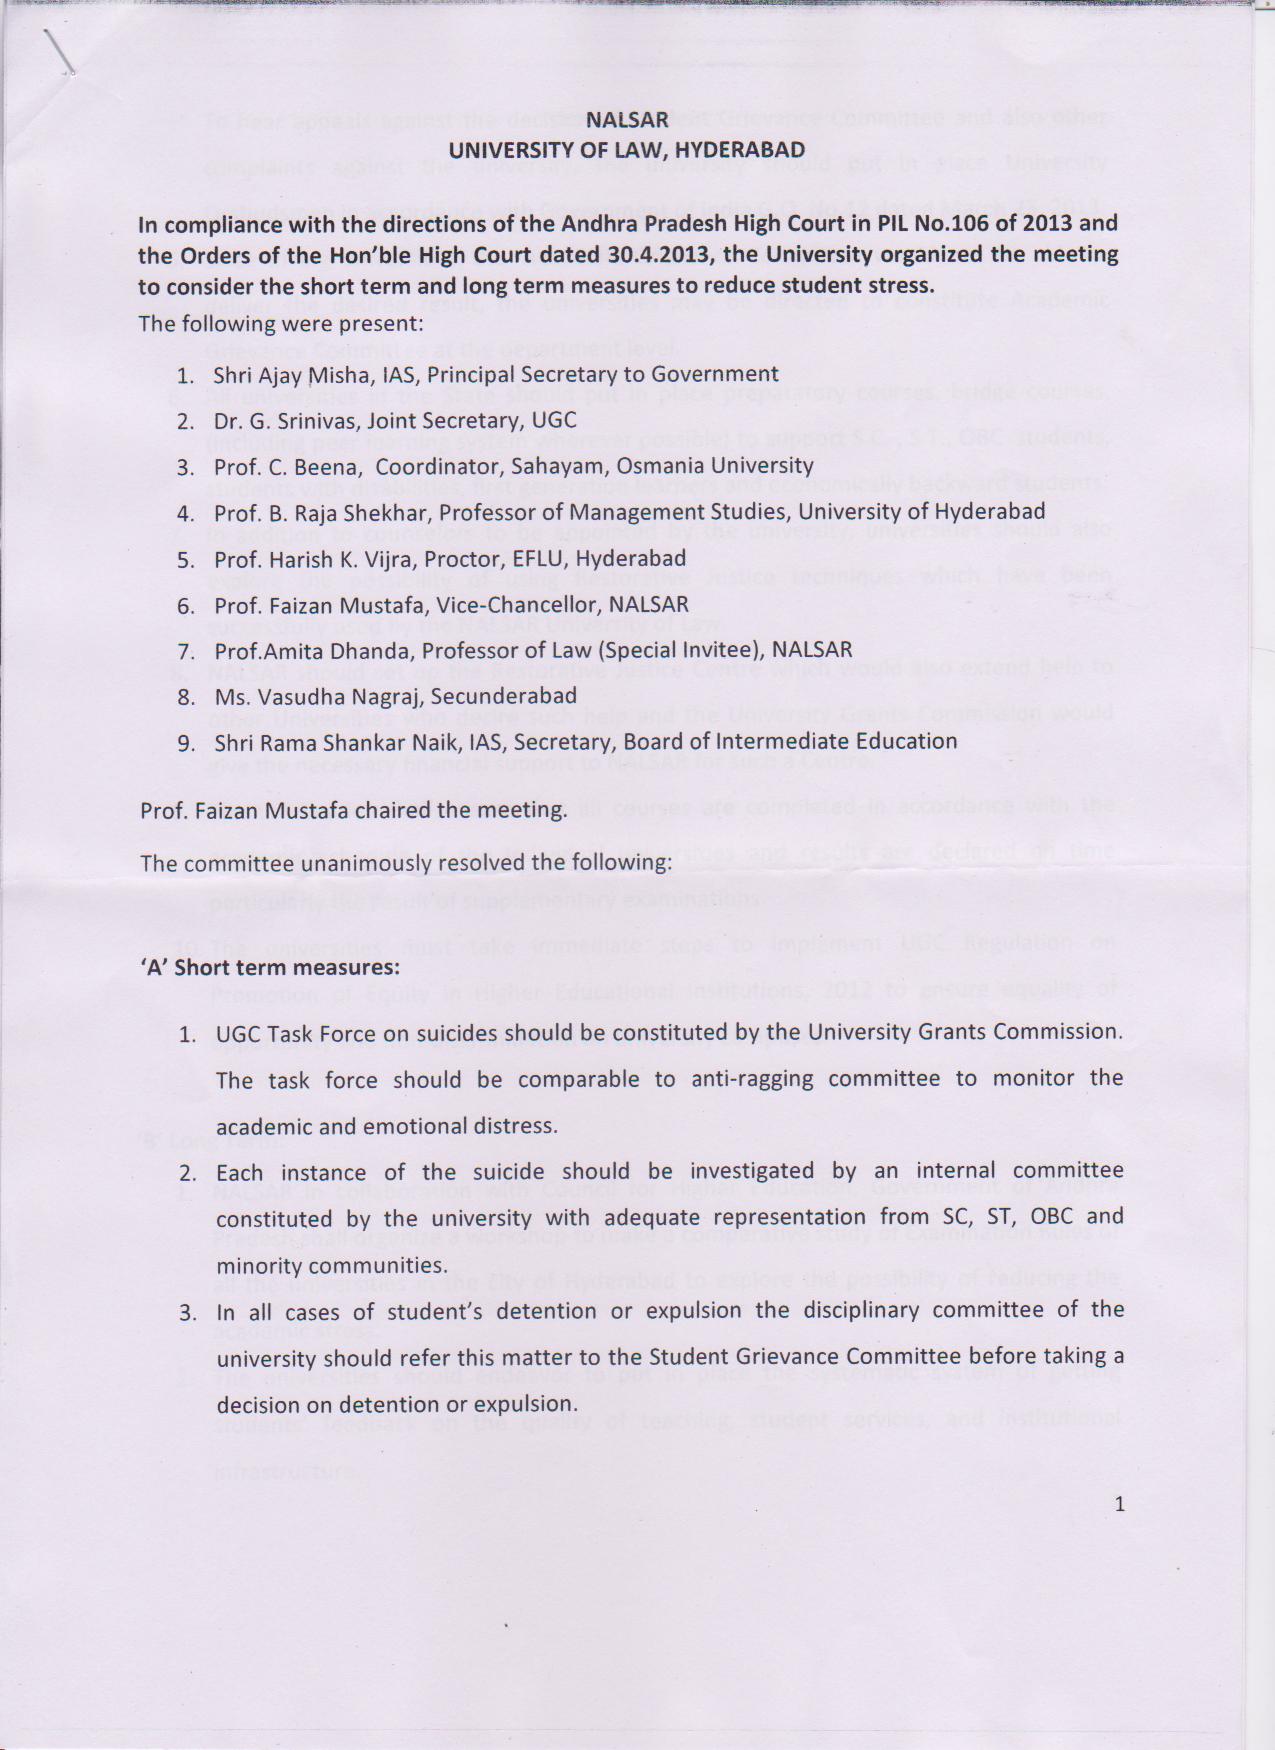 NALSAR
UNIVERSITY OF LAW, HYDERABAD
In compliance with the directions of the Andhra Pradesh High Court in PIL No.106 of 2013 and
the Orders of the Hon'ble High Court dated 30.4.2013, the University organized the meeting
to consider the short term and long term measures to reduce student stress.
The following were present:
1. Shri Ajay Misha, IAS, Principal Secretary to Government
2. Dr. G. Srinivas, Joint Secretary, UGC
3. Prof. C. Beena, Coordinator, Sahayam, Osmania University
4. Prof. B. Raja Shekhar, Professor of Management Studies, University of Hyderabad
5. Prof. Harish K. Vijra, Proctor, EFLU, Hyderabad
6. Prof. Faizan Mustafa, Vice-Chancellor, NALSAR
7. Prof.Amita Dhanda, Professor of Law (Special Invitee), NALSAR
8. Ms. Vasudha Nagraj, Secunderabad
9. Shri Rama Shankar Naik, IAS, Secretary, Board of Intermediate Education
Prof. Faizan Mustafa chaired the meeting.
The committee unanimously resolved the following:
'A' Short term measures:
1. UGC Task Force on suicides should be constituted by the University Grants Commission.
The task force should be comparable to anti-ragging committee to monitor the
academic and emotional distress.
2. Each instance of the suicide should be investigated by an internal committee
constituted by the university with adequate representation from SC, ST, OBC and
minority communities.
3. In all cases of student's detention or expulsion the disciplinary committee of the
university should refer this matter to the Student Grievance Committee before taking a
decision on detention or expulsion.
1